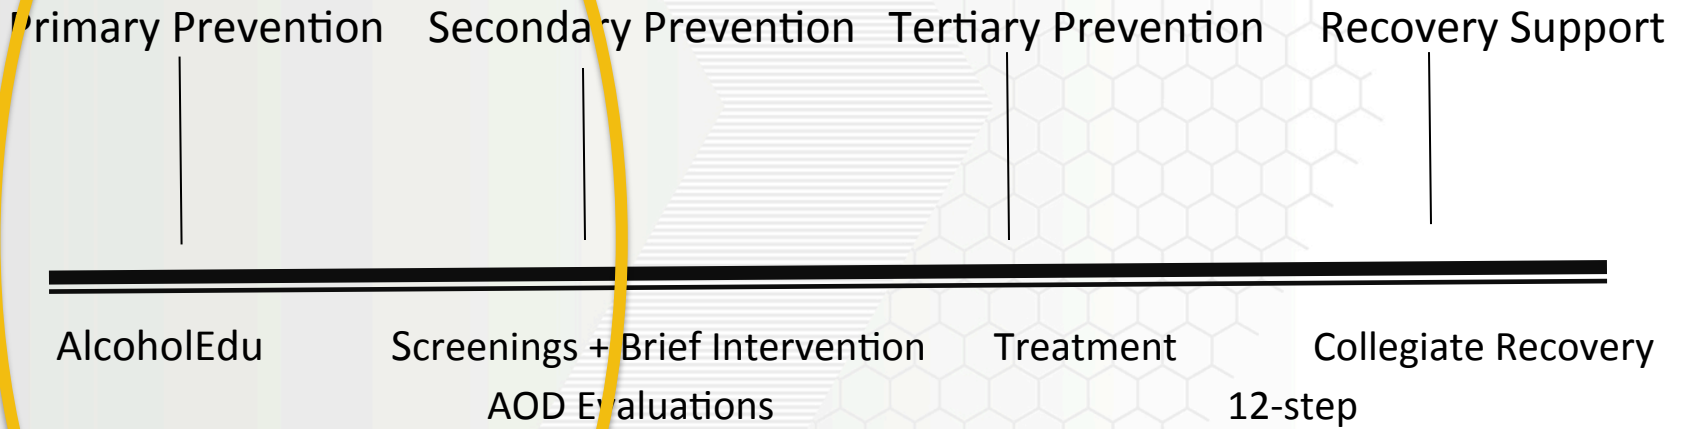 Primary Prevention Secondary Prevention Tertiary Prevention Recovery Support
AlcoholEdu Screenings + Brief Intervention Treatment Collegiate Recovery
AOD Evaluations 12-step